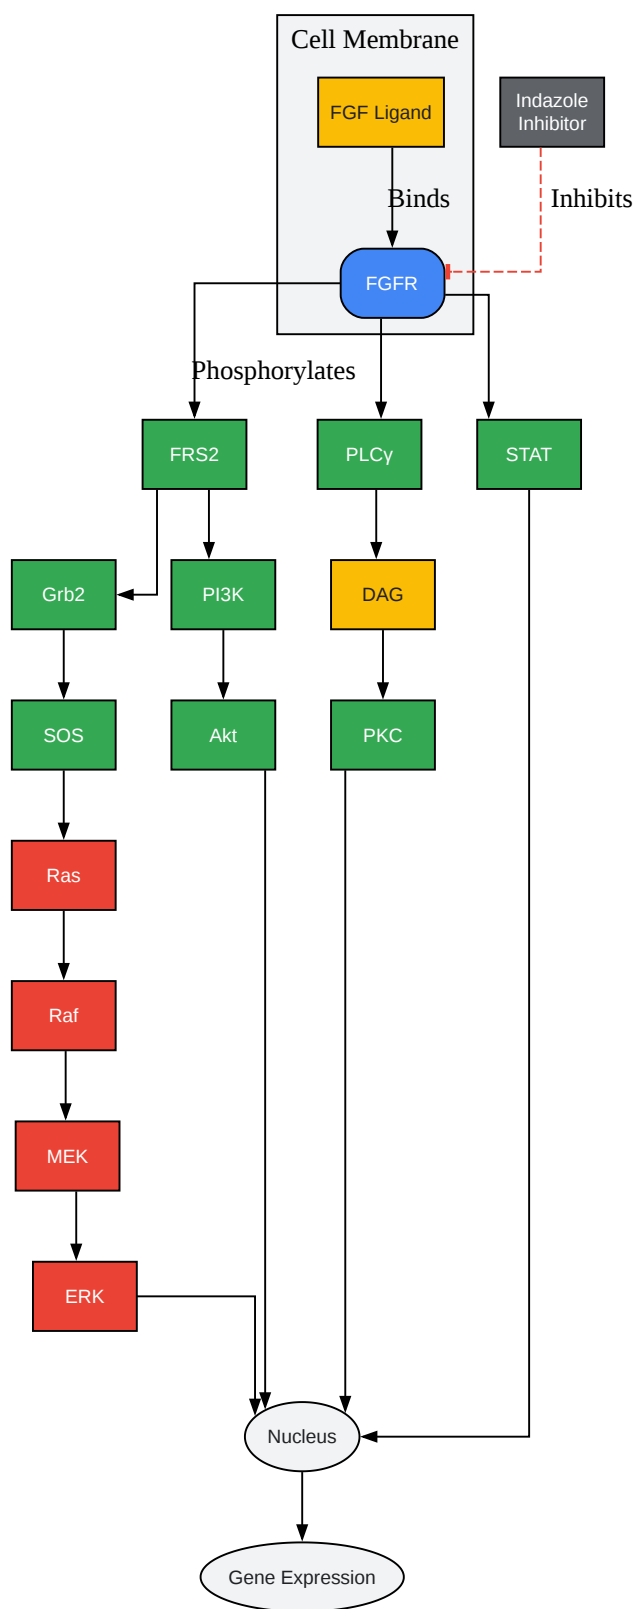 Cell Membrane
FGF Ligand
Indazole
Inhibitor
Binds
Inhibits
FGFR
Phosphorylates
FRS2
PLCγ
STAT
Grb2
PI3K
DAG
SOS
Akt
PKC
Ras
Raf
MEK
ERK
Nucleus
Gene Expression